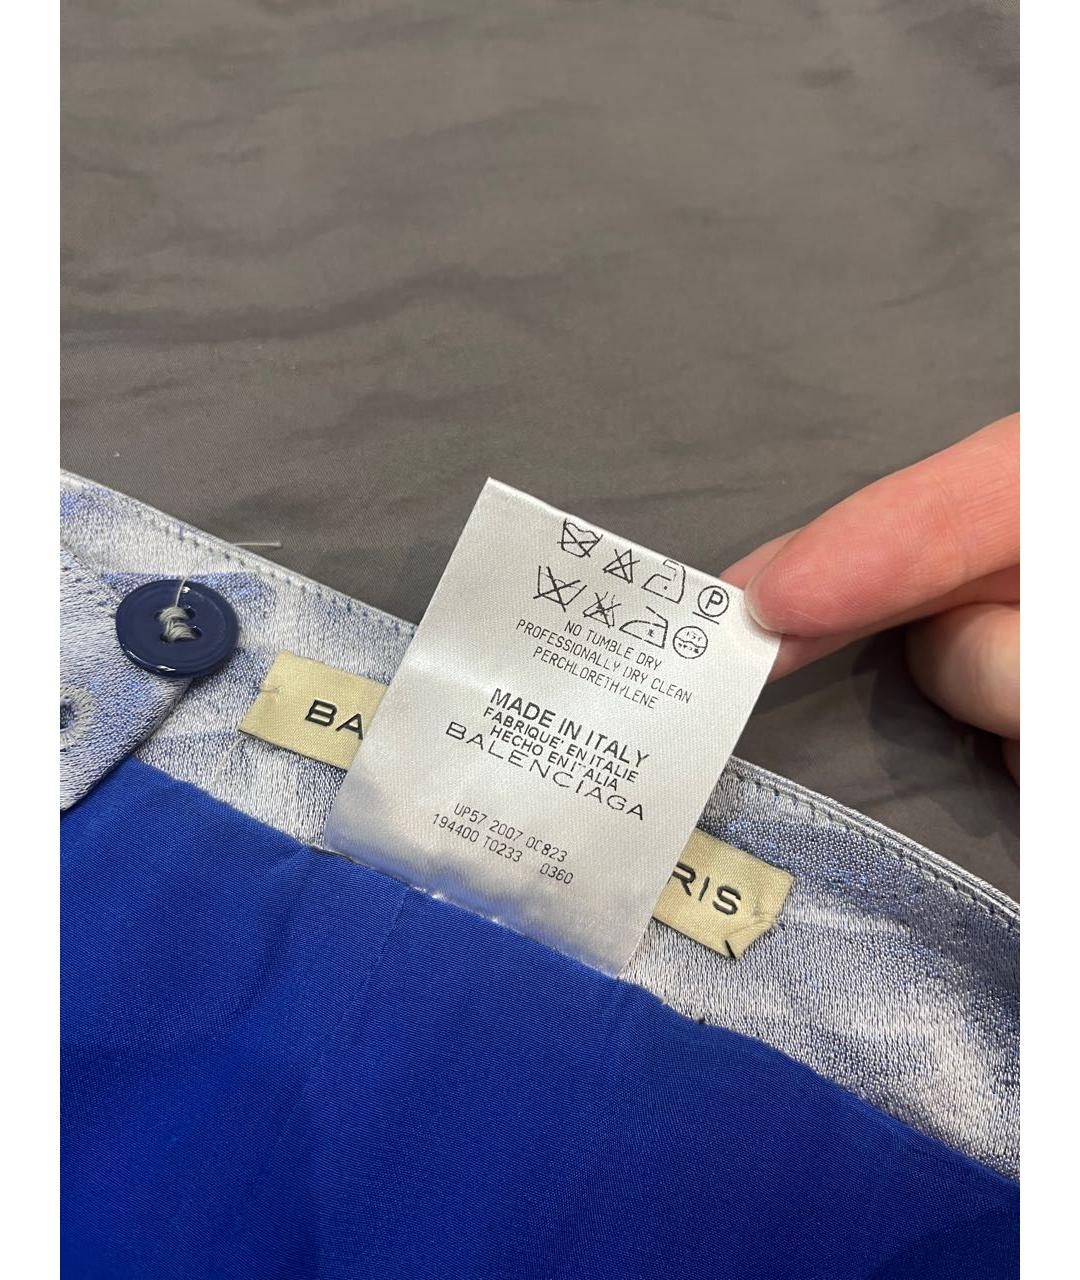 P
NO TUMBLE DRY
PROFESSIONALLY DRY CLEAN
PERCHLORETHYLENE
MADE IN ITALY
FABRIQUE EN ITALIE
HECHO EN ITALIA
BALENCIAGA
UP57 2007 00823
194400 T0233 0360
BA
RIS